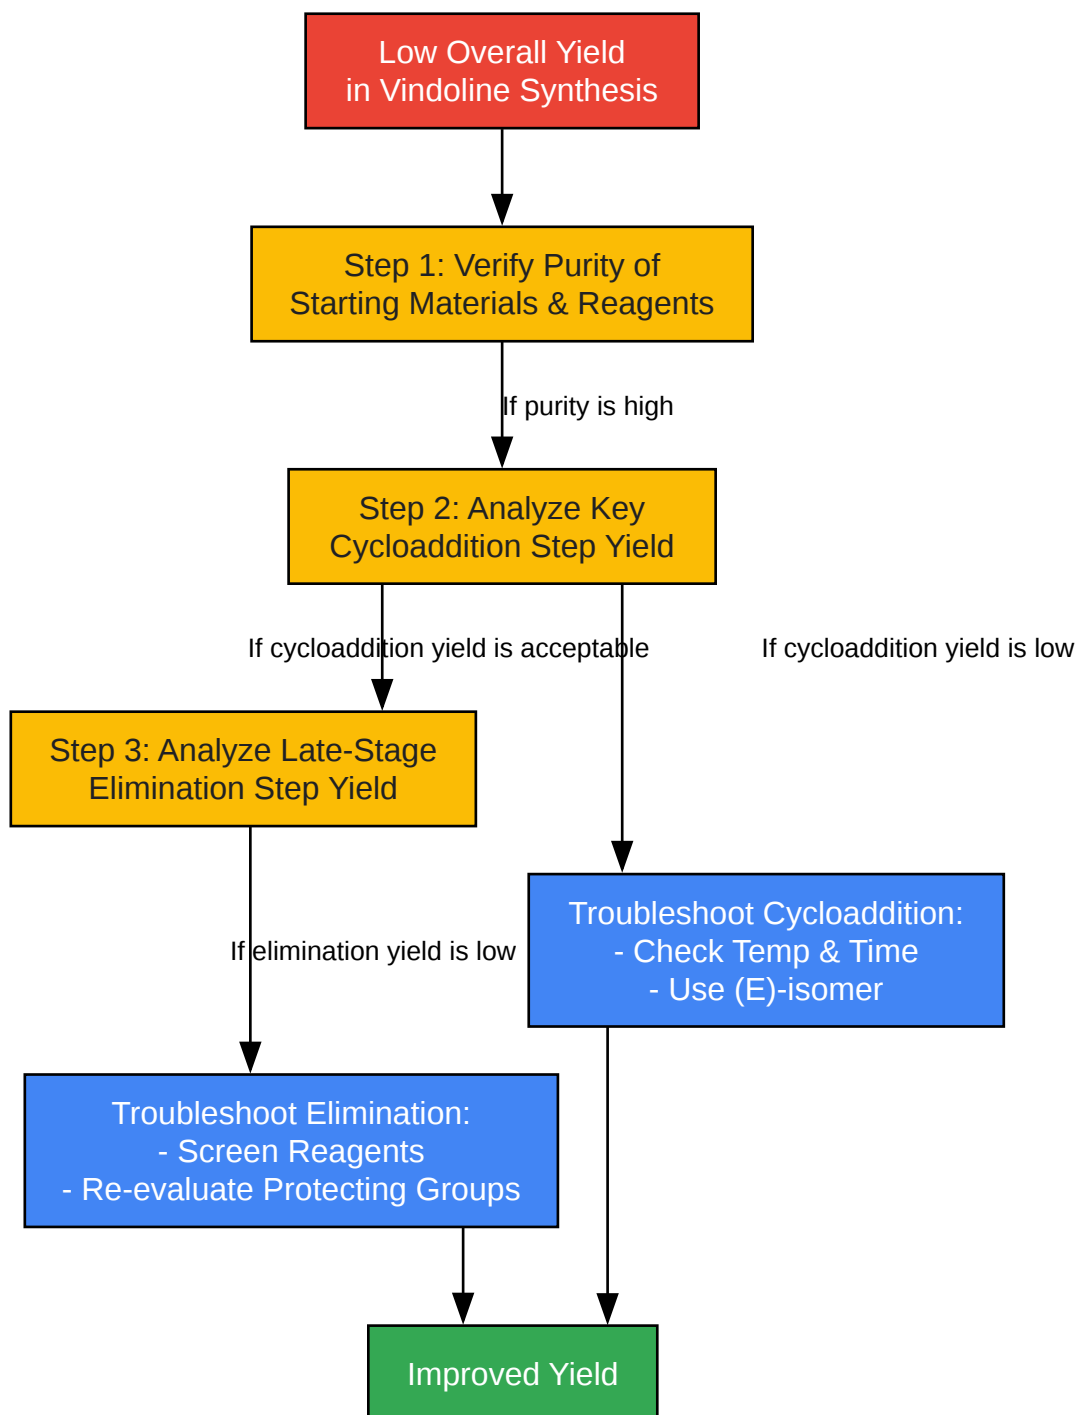 Low Overall Yield
in Vindoline Synthesis
Step 1: Verify Purity of
Starting Materials & Reagents
If purity is high
Step 2: Analyze Key
Cycloaddition Step Yield
If cycloaddition yield is acceptable
If cycloaddition yield is low
Step 3: Analyze Late-Stage
Elimination Step Yield
Troubleshoot Cycloaddition:
- Check Temp & Time
- Use (E)-isomer
If elimination yield is low
Troubleshoot Elimination:
- Screen Reagents
- Re-evaluate Protecting Groups
Improved Yield